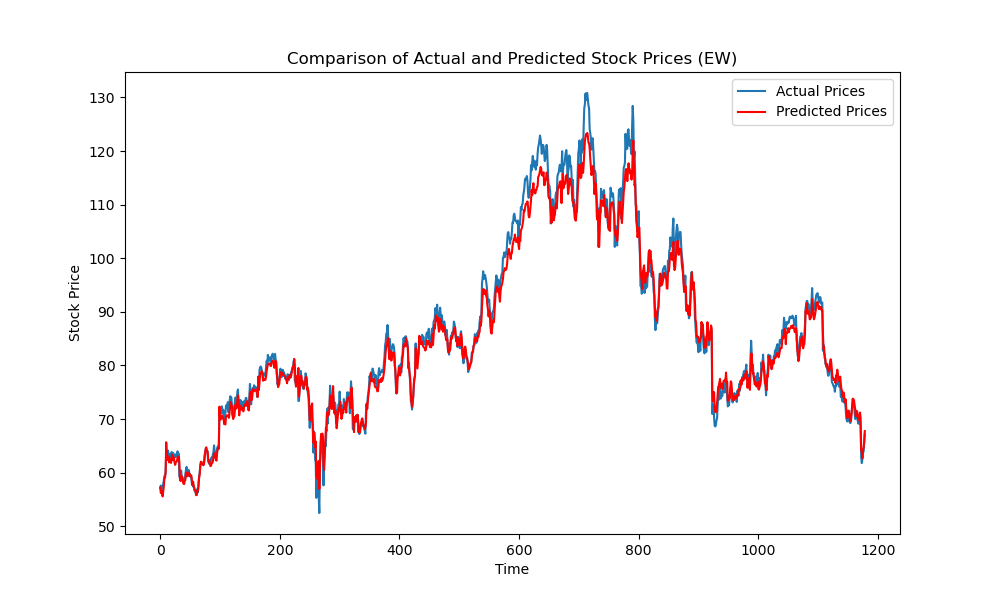 Comparison of Actual and Predicted Stock Prices (EW)
Actual Prices
Predicted Prices
Stock Price
130
120
110
100
90
80
70
60
50
0 200 400 600 800 1000 1200
Time